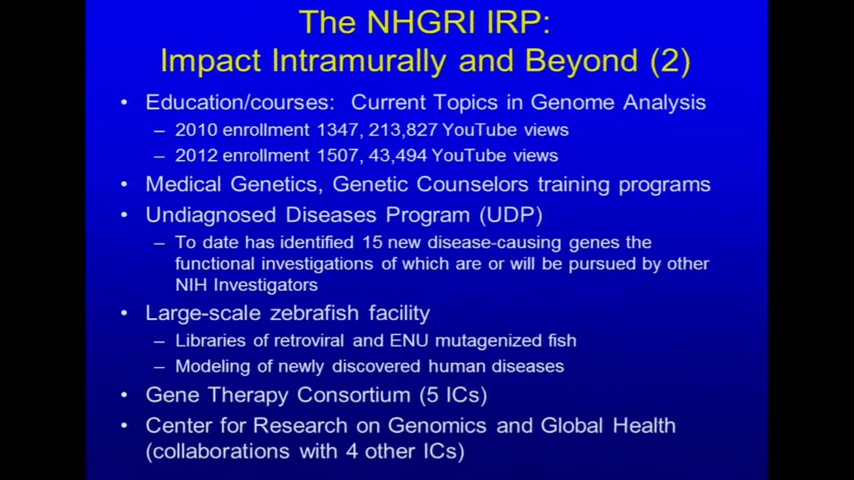 The NHGRI IRP:
Impact Intramurally and Beyond (2)
• Education/courses: Current Topics in Genome Analysis
– 2010 enrollment 1347, 213,827 YouTube views
– 2012 enrollment 1507, 43,494 YouTube views
• Medical Genetics, Genetic Counselors training programs
• Undiagnosed Diseases Program (UDP)
– To date has identified 15 new disease-causing genes the
functional investigations of which are or will be pursued by other
NIH Investigators
• Large-scale zebrafish facility
– Libraries of retroviral and ENU mutagenized fish
– Modeling of newly discovered human diseases
• Gene Therapy Consortium (5 ICs)
• Center for Research on Genomics and Global Health
(collaborations with 4 other ICs)